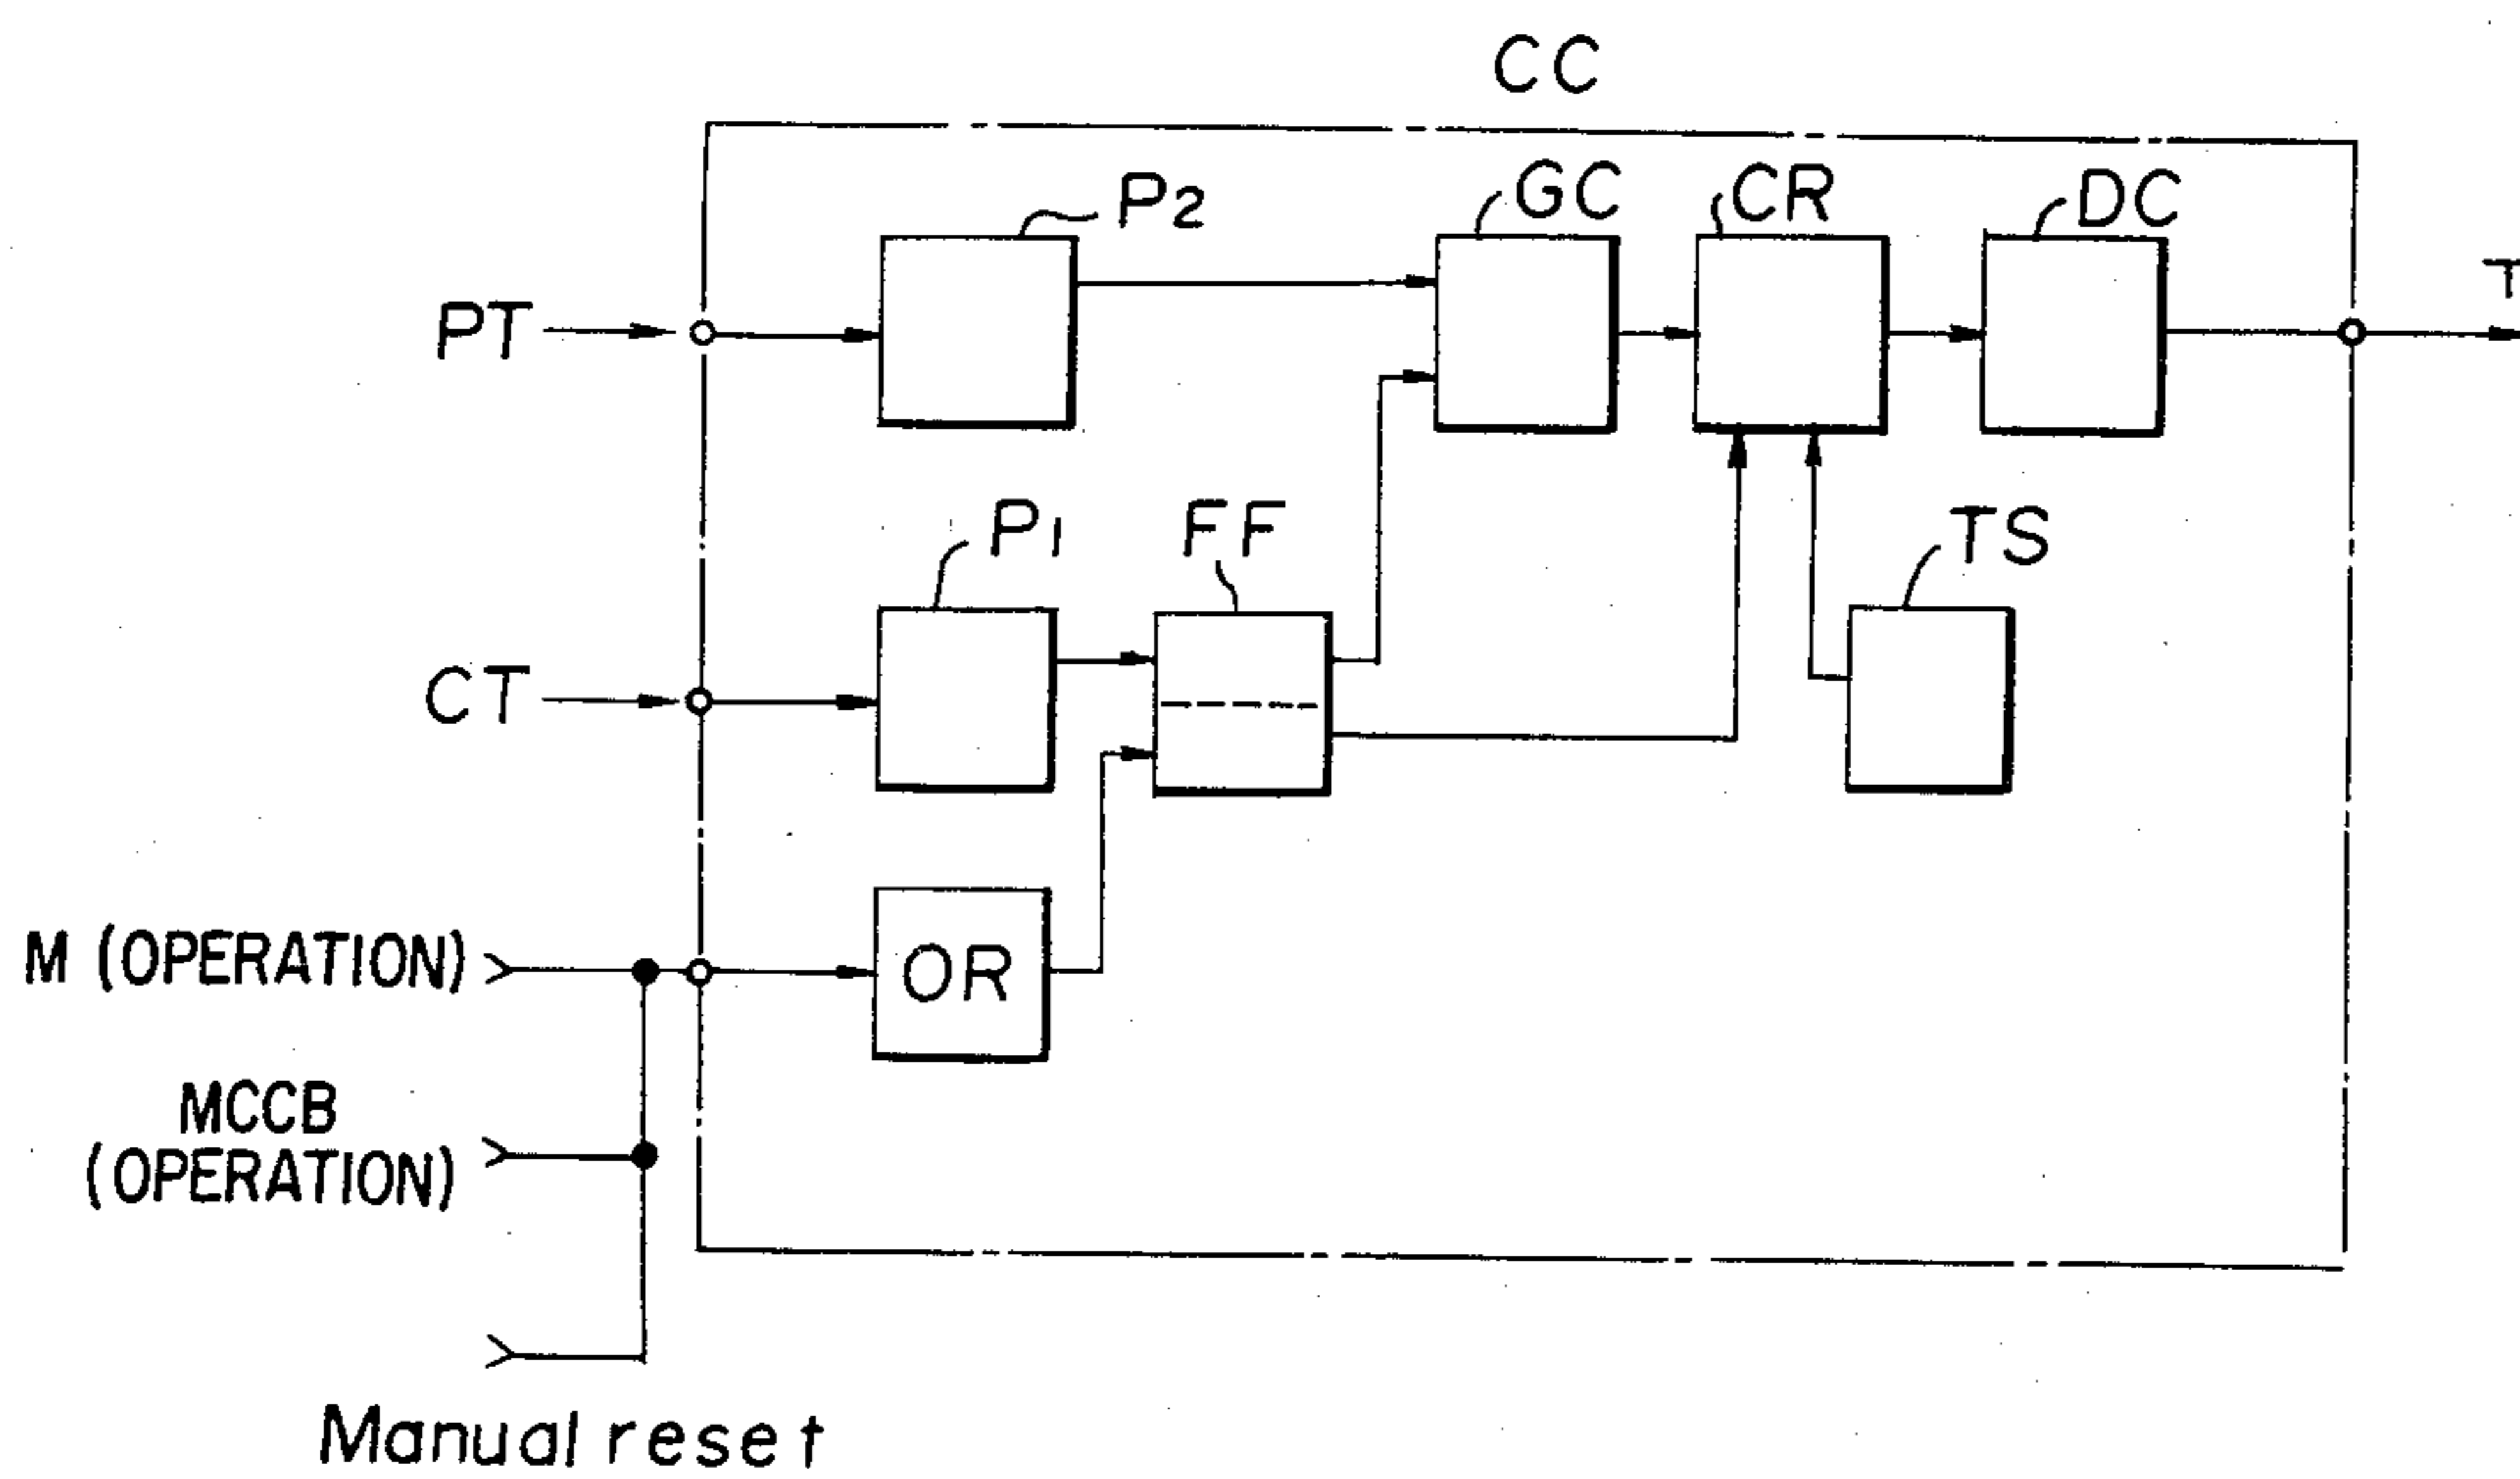 CC
P2
GC
CR
DC
PT
T
P1
FF
TS
CT
OR
M (OPERATION)
MCCB
(OPERATION)
Manual reset